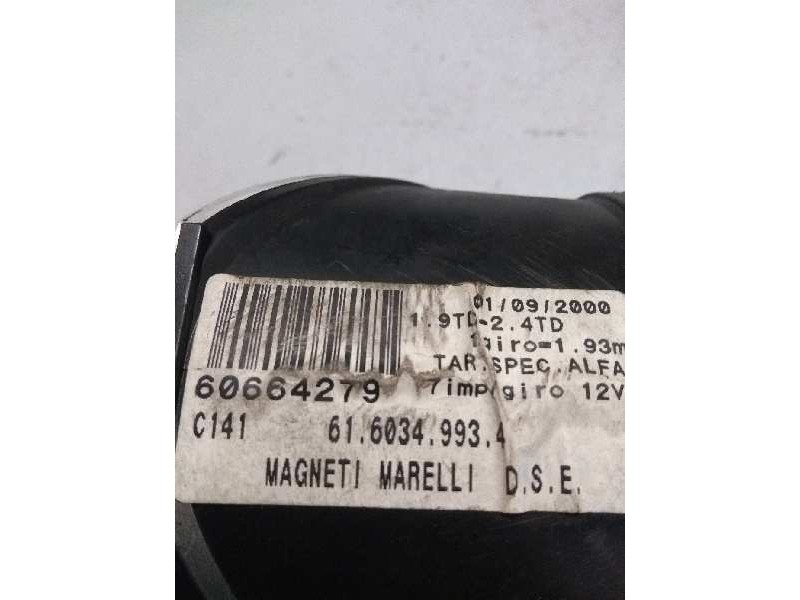 01/09/2000
1.9TD-2.4TD
1giro=1.93m
TAR.SPEC.ALFA
60664279 7imp/giro 12V
C141 61.6034.993.4
MAGNETI MARELLI D.S.E.